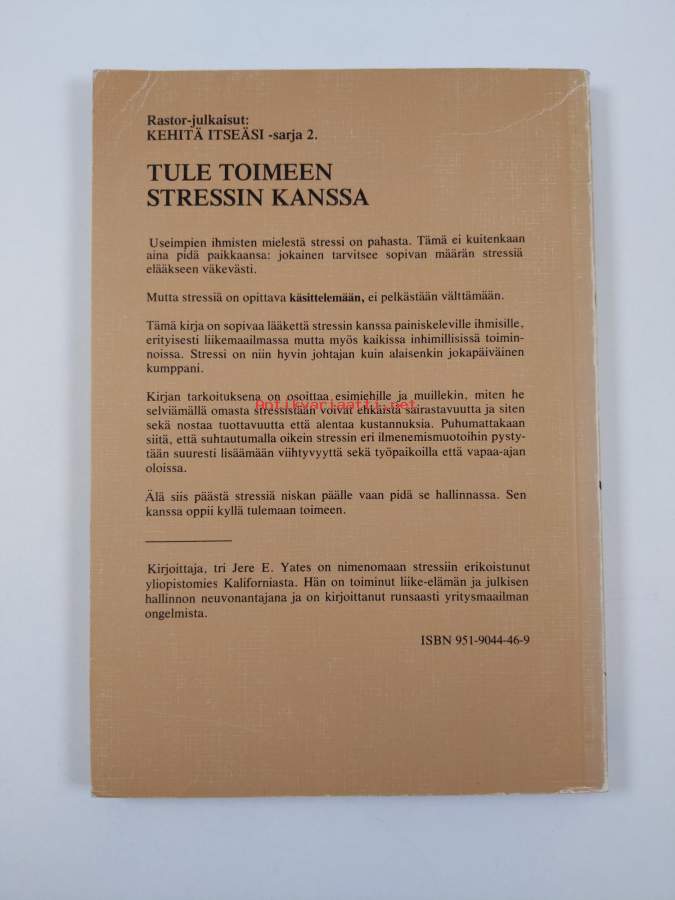 Rastor-julkaisut:
KEHITÄ ITSEÄSI -sarja 2.
TULE TOIMEEN
STRESSIN KANSSA
Useimpien ihmisten mielestä stressi on pahasta. Tämä ei kuitenkaan
aina pidä paikkaansa: jokainen tarvitsee sopivan määrän stressiä
elääkseen väkevästi.
Mutta stressiä on opittava käsittelemään, ei pelkästään välttämään.
Tämä kirja on sopivaa lääkettä stressin kanssa painiskeleville ihmisille,
erityisesti liikemaailmassa mutta myös kaikissa inhimillisissä toimin-
noissa. Stressi on niin hyvin johtajan kuin alaisenkin jokapäiväinen
kumppani.
Kirjan tarkoituksena on osoittaa esimiehille ja muillekin, miten he
Antikvariaatti.net
selviämällä omasta stressistään voivat ehkäistä sairastavuutta ja siten
sekä nostaa tuottavuutta että alentaa kustannuksia. Puhumattakaan
siitä, että suhtautumalla oikein stressin eri ilmenemismuotoihin pysty-
tään suuresti lisäämään viihtyvyyttä sekä työpaikoilla että vapaa-ajan
oloissa.
Älä siis päästä stressiä niskan päälle vaan pidä se hallinnassa. Sen
kanssa oppii kyllä tulemaan toimeen.
Kirjoittaja, tri Jere E. Yates on nimenomaan stressiin erikoistunut
yliopistomies Kaliforniasta. Hän on toiminut liike-elämän ja julkisen
hallinnon neuvonantajana ja on kirjoittanut runsaasti yritysmaailman
ongelmista.
ISBN 951-9044-46-9